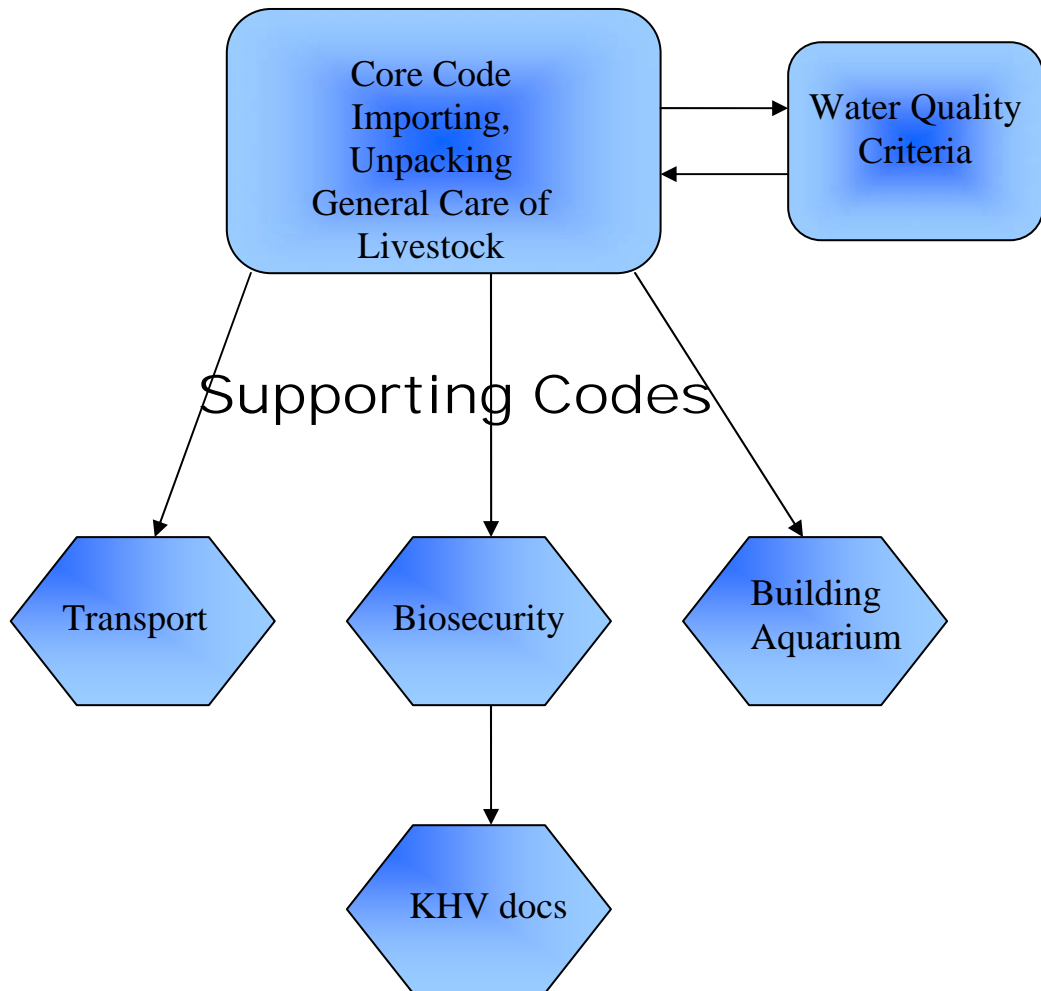 Core Code
Importing,
Unpacking
General Care of
Livestock
Water Quality
Criteria
Supporting Codes
Transport
Biosecurity
Building
Aquarium
KHV docs